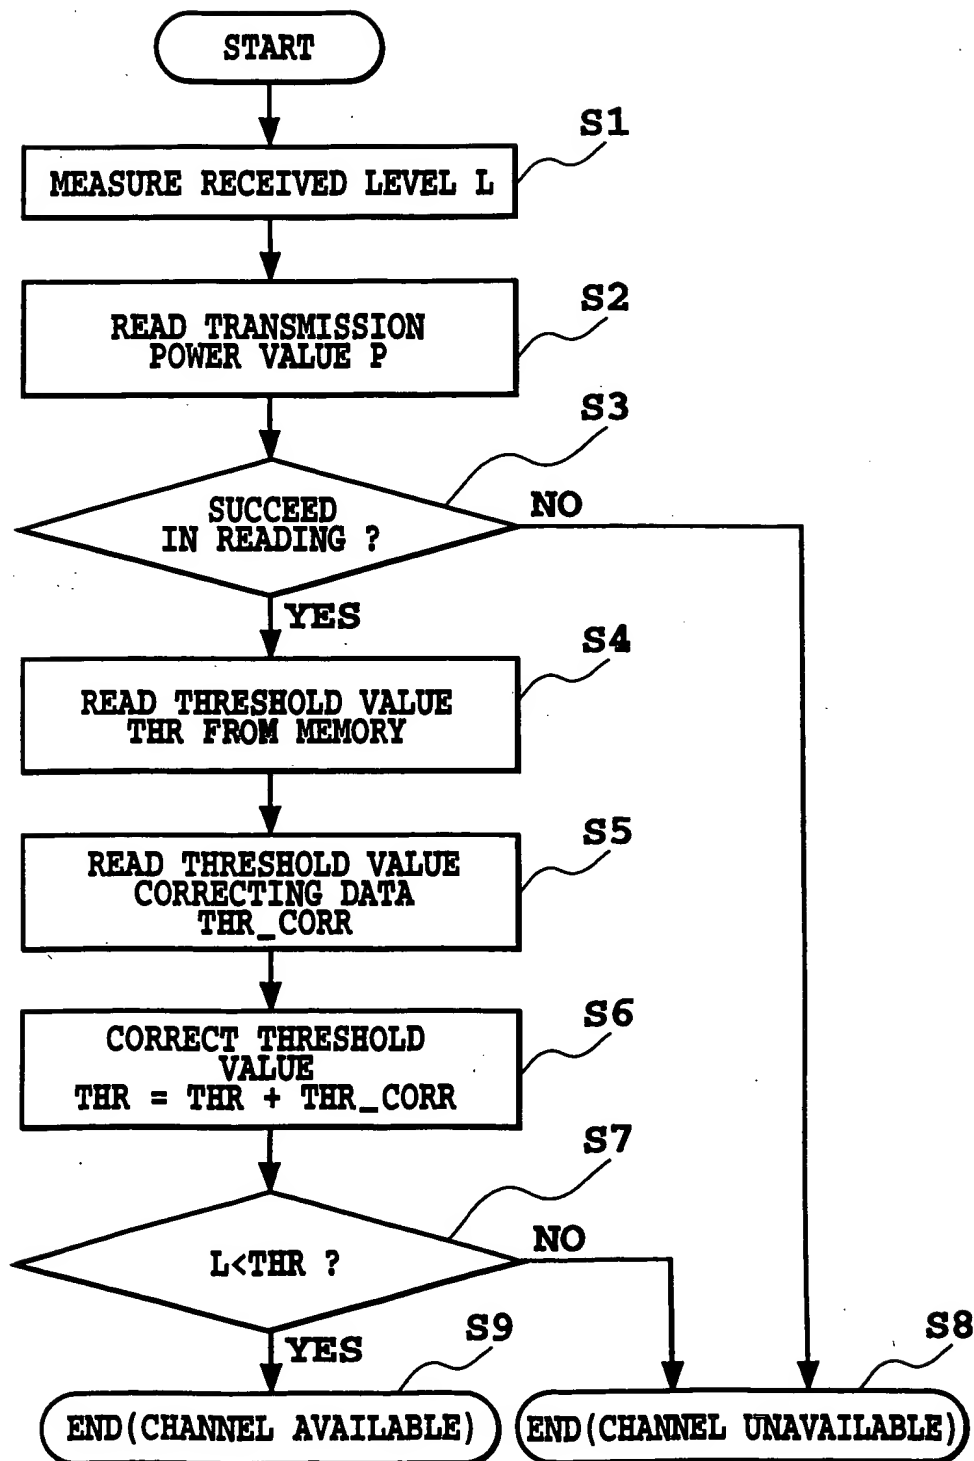 START
S1
MEASURE RECEIVED LEVEL L
S2
READ TRANSMISSION
POWER VALUE P
S3
SUCCEED
IN READING ?
NO
YES
S4
READ THRESHOLD VALUE
THR FROM MEMORY
S5
READ THRESHOLD VALUE
CORRECTING DATA
THR_CORR
S6
CORRECT THRESHOLD
VALUE
THR = THR + THR_CORR
S7
L<THR ?
NO
YES
S9
S8
END(CHANNEL AVAILABLE)
END(CHANNEL UNAVAILABLE)